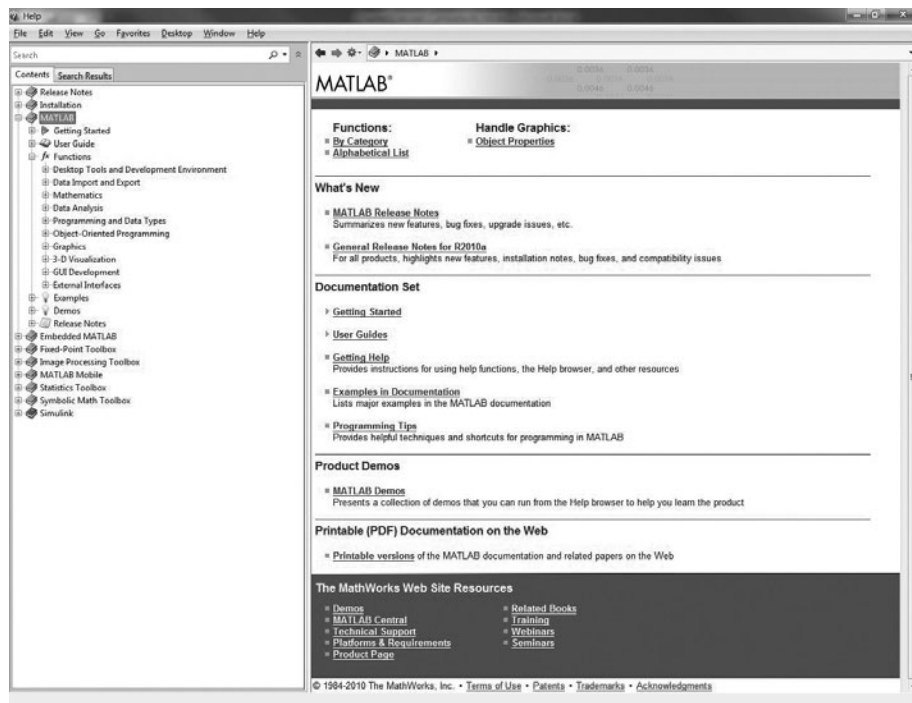 Help
File Edit View Go Favorites Desktop Window Help
Search
Contents Search Results
Release Notes
Installation
MATLAB
Getting Started
User Guide
fx Functions
Desktop Tools and Development Environment
Data Import and Export
Mathematics
Data Analysis
Programming and Data Types
Object-Oriented Programming
Graphics
3-D Visualization
GUI Development
External Interfaces
Examples
Demos
Release Notes
Embedded MATLAB
Fixed-Point Toolbox
Image Processing Toolbox
MATLAB Mobile
Statistics Toolbox
Symbolic Math Toolbox
Simulink
MATLAB
MATLAB®
Functions:
By Category
Alphabetical List
Handle Graphics:
Object Properties
What's New
MATLAB Release Notes
Summarizes new features, bug fixes, upgrade issues, etc.
General Release Notes for R2010a
For all products, highlights new features, installation notes, bug fixes, and compatibility issues
Documentation Set
Getting Started
User Guides
Getting Help
Provides instructions for using help functions, the Help browser, and other resources
Examples in Documentation
Lists major examples in the MATLAB documentation
Programming Tips
Provides helpful techniques and shortcuts for programming in MATLAB
Product Demos
MATLAB Demos
Presents a collection of demos that you can run from the Help browser to help you learn the product
Printable (PDF) Documentation on the Web
Printable versions of the MATLAB documentation and related papers on the Web
The MathWorks Web Site Resources
Demos
MATLAB Central
Technical Support
Platforms & Requirements
Product Page
Related Books
Training
Webinars
Seminars
© 1984-2010 The MathWorks, Inc. • Terms of Use • Patents • Trademarks • Acknowledgments